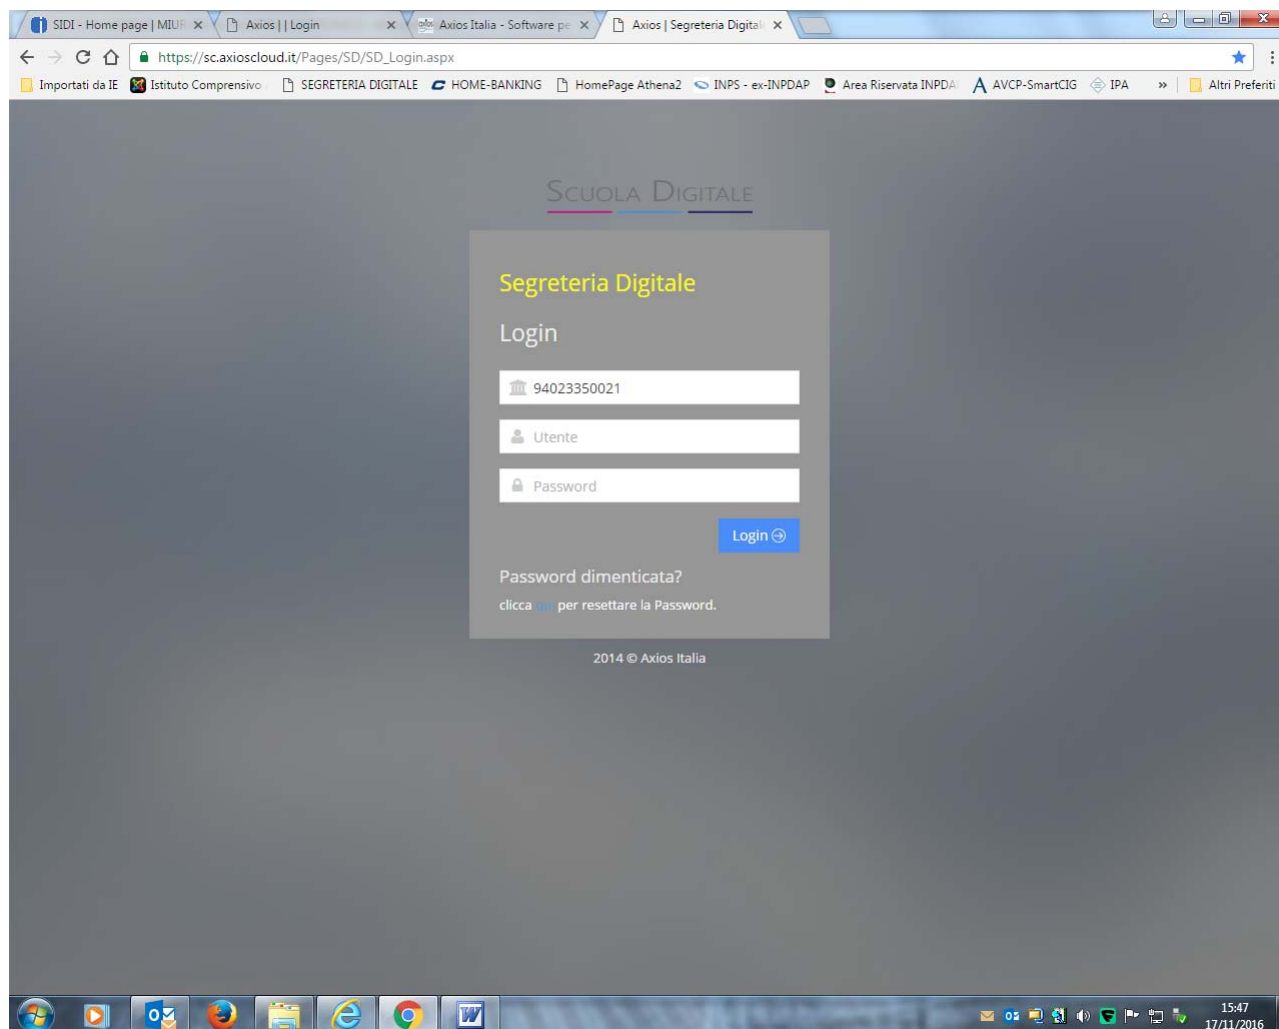 SIDI - Home page | MIUR
Axios | | Login
Axios Italia - Software pe
Axios | Segreteria Digital
https://sc.axioscloud.it/Pages/SD/SD_Login.aspx
Importati da IE Istituto Comprensivo SEGRETERIA DIGITALE HOME-BANKING HomePage Athena2 INPS - ex-INPDAP Area Riservata INPDA AVCP-SmartCIG IPA » Altri Preferiti
SCUOLA DIGITALE
Segreteria Digitale
Login
94023350021
Utente
Password
Login
Password dimenticata?
clicca qui per resettare la Password.
2014 © Axios Italia
15:47
17/11/2016